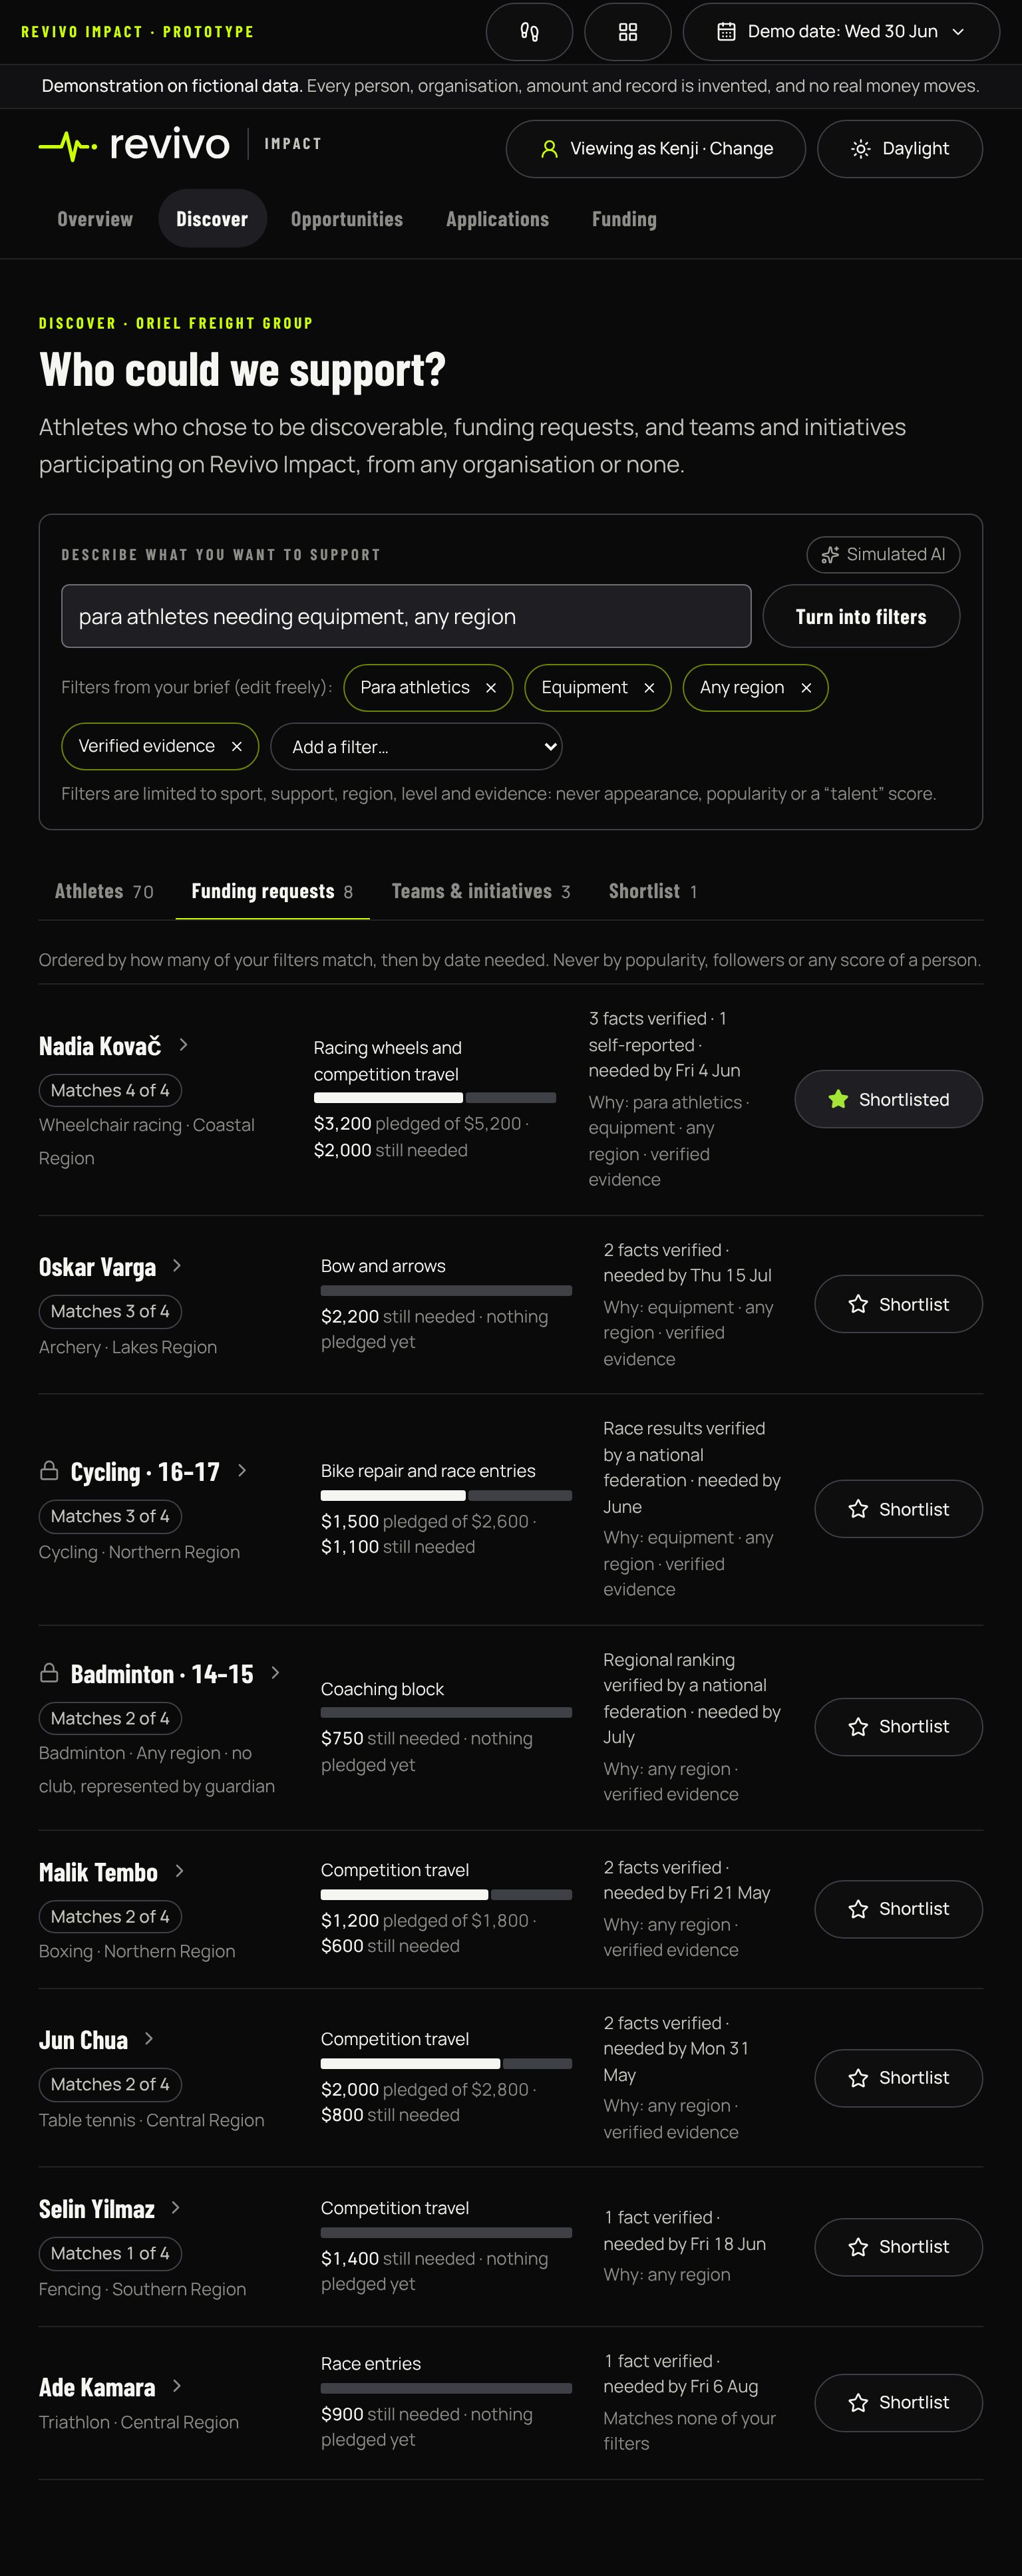 REVIVO IMPACT · PROTOTYPE
Demo date: Wed 30 Jun
Demonstration on fictional data. Every person, organisation, amount and record is invented, and no real money moves.
revivo
IMPACT
Viewing as Kenji · Change
Daylight
Overview
Discover
Opportunities
Applications
Funding
DISCOVER · ORIEL FREIGHT GROUP
Who could we support?
Athletes who chose to be discoverable, funding requests, and teams and initiatives
participating on Revivo Impact, from any organisation or none.
DESCRIBE WHAT YOU WANT TO SUPPORT
Simulated AI
para athletes needing equipment, any region
Turn into filters
Filters from your brief (edit freely):
Para athletics ×
Equipment ×
Any region ×
Verified evidence ×
Add a filter…
Filters are limited to sport, support, region, level and evidence: never appearance, popularity or a “talent” score.
Athletes 70
Funding requests 8
Teams & initiatives 3
Shortlist 1
Ordered by how many of your filters match, then by date needed. Never by popularity, followers or any score of a person.
Nadia Kovač
Matches 4 of 4
Wheelchair racing · Coastal
Region
Racing wheels and
competition travel
$3,200 pledged of $5,200 ·
$2,000 still needed
3 facts verified · 1
self-reported ·
needed by Fri 4 Jun
Why: para athletics ·
equipment · any
region · verified
evidence
Shortlisted
Oskar Varga
Matches 3 of 4
Archery · Lakes Region
Bow and arrows
$2,200 still needed · nothing
pledged yet
2 facts verified ·
needed by Thu 15 Jul
Why: equipment · any
region · verified
evidence
Shortlist
Cycling · 16–17
Matches 3 of 4
Cycling · Northern Region
Bike repair and race entries
$1,500 pledged of $2,600 ·
$1,100 still needed
Race results verified
by a national
federation · needed by
June
Why: equipment · any
region · verified
evidence
Shortlist
Badminton · 14–15
Matches 2 of 4
Badminton · Any region · no
club, represented by guardian
Coaching block
$750 still needed · nothing
pledged yet
Regional ranking
verified by a national
federation · needed by
July
Why: any region ·
verified evidence
Shortlist
Malik Tembo
Matches 2 of 4
Boxing · Northern Region
Competition travel
$1,200 pledged of $1,800 ·
$600 still needed
2 facts verified ·
needed by Fri 21 May
Why: any region ·
verified evidence
Shortlist
Jun Chua
Matches 2 of 4
Table tennis · Central Region
Competition travel
$2,000 pledged of $2,800 ·
$800 still needed
2 facts verified ·
needed by Mon 31
May
Why: any region ·
verified evidence
Shortlist
Selin Yilmaz
Matches 1 of 4
Fencing · Southern Region
Competition travel
$1,400 still needed · nothing
pledged yet
1 fact verified ·
needed by Fri 18 Jun
Why: any region
Shortlist
Ade Kamara
Triathlon · Central Region
Race entries
$900 still needed · nothing
pledged yet
1 fact verified ·
needed by Fri 6 Aug
Matches none of your
filters
Shortlist